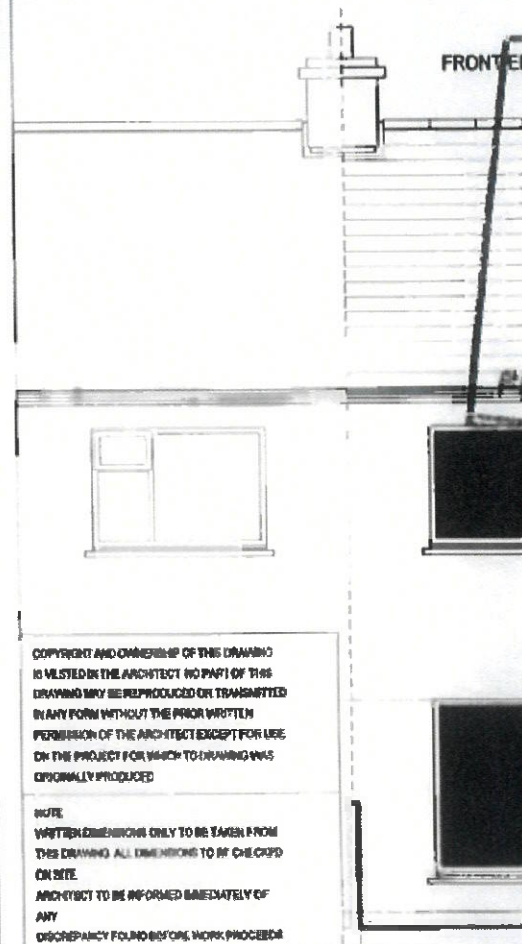 FRONT
COPYRIGHT AND OWNERSHIP OF THIS DRAWING
IS VESTED IN THE ARCHITECT NO PART OF THIS
DRAWING MAY BE REPRODUCED OR TRANSMITTED
IN ANY FORM WITHOUT THE PRIOR WRITTEN
PERMISSION OF THE ARCHITECT EXCEPT FOR USE
ON THE PROJECT FOR WHICH TO DRAWING WAS
ORIGINALLY PRODUCED
NOTE
WRITTEN DIMENSIONS ONLY TO BE TAKEN FROM
THIS DRAWING. ALL DIMENSIONS TO BE CHECKED
ON SITE.
ARCHITECT TO BE INFORMED IMMEDIATELY OF
ANY
DISCREPANCY FOUND BEFORE WORK PROCEEDS